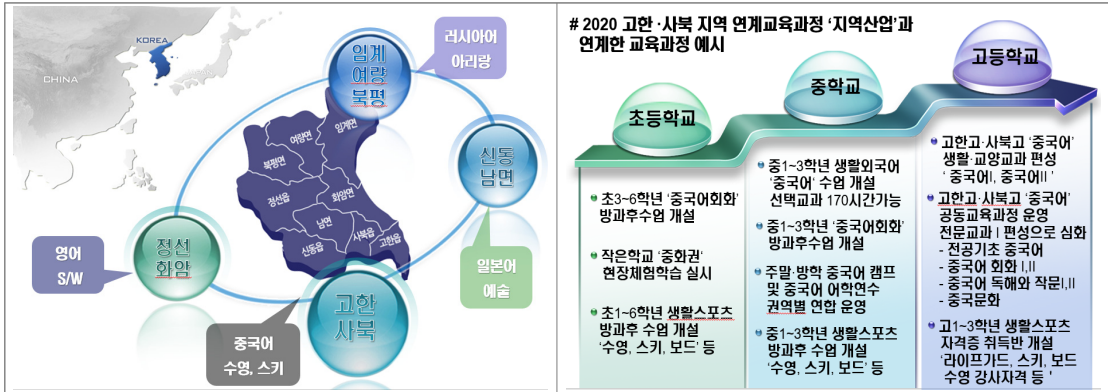 KOREA
CHINA
임계
여량
북평
러시아어
아리랑
신동
남면
일본어
예술
고한
사북
중국어
수영, 스키
정선
화암
영어
S/W
여량면
임계면
북평면
정선읍
화암면
남면
사북읍
신동읍
고한읍
# 2020 고한·사북 지역 연계교육과정 '지역산업'과
연계한 교육과정 예시
초등학교
초3~6학년 '중국어회화'
방과후수업 개설
작은학교 '중화권'
현장체험학습 실시
초1~6학년 생활스포츠
방과후 수업 개설
'수영, 스키, 보드' 등
중학교
중1~3학년 생활외국어
'중국어' 수업 개설
선택교과 170시간가능
중1~3학년 '중국어회화'
방과후수업 개설
주말·방학 중국어 캠프
및 중국어 어학연수
권역별 연합 운영
중1~3학년 생활스포츠
방과후 수업 개설
'수영, 스키, 보드' 등
고등학교
고한고·사북고 '중국어'
생활·교양교과 편성
' 중국어I, 중국어II '
고한고·사북고 '중국어'
공동교육과정 운영
전문교과 I 편성으로 심화
- 전공기초 중국어
- 중국어 회화 I,II
- 중국어 독해와 작문I,II
- 중국문화
고1~3학년 생활스포츠
자격증 취득반 개설
'라이프가드, 스키, 보드
수영 강사자격 등 '